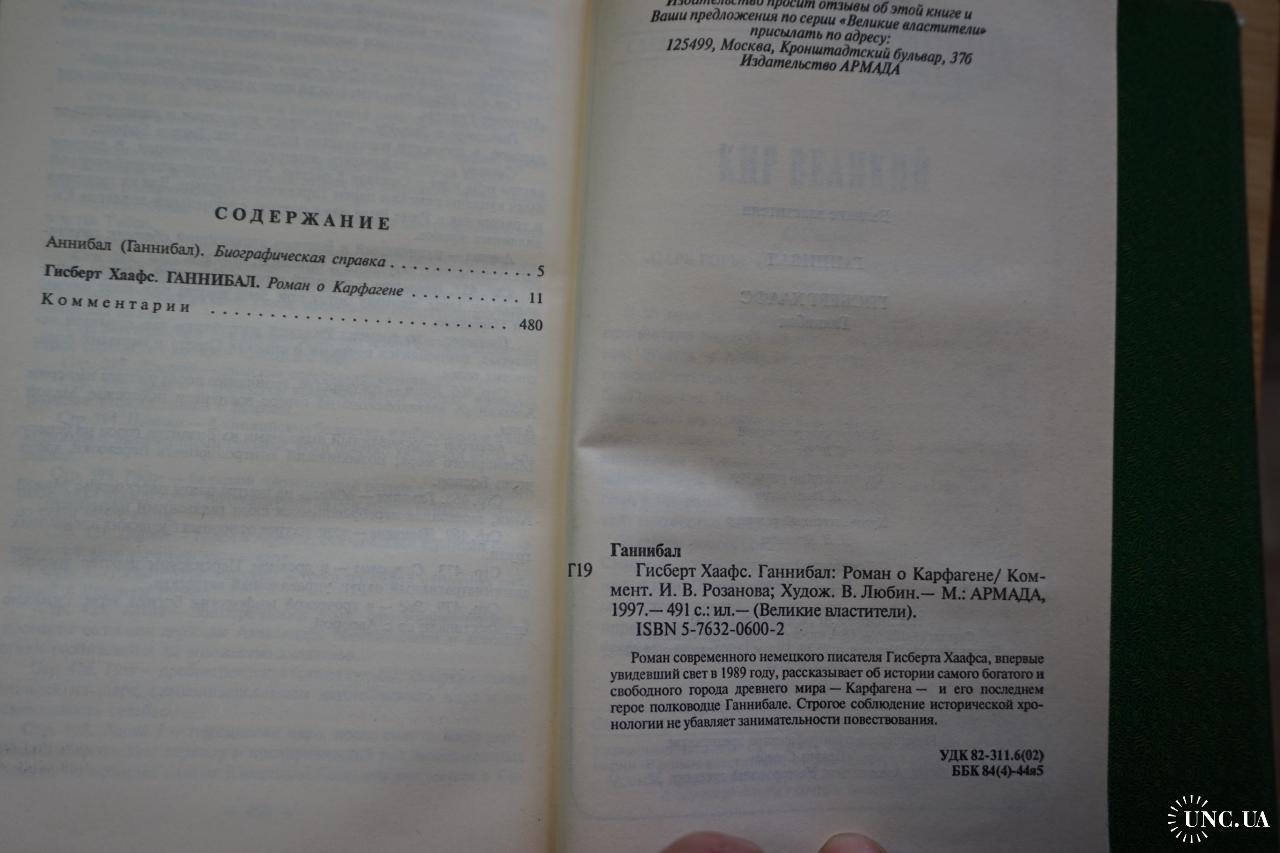 СОДЕРЖАНИЕ
Аннибал (Ганнибал). Биографическая справка . . . . . . . . . . . . 5
Гисберт Хаафс. ГАННИБАЛ. Роман о Карфагене . . . . . . . . . . 11
Комментарии . . . . . . . . . . . . . . . . . . . . . . . . . . 480
Издательство просит отзывы об этой книге и
Ваши предложения по серии «Великие властители»
присылать по адресу:
125499, Москва, Кронштадтский бульвар, 37б
Издательство АРМАДА
Ганнибал
Г19 Гисберт Хаафс. Ганнибал: Роман о Карфагене/ Ком-
мент. И. В. Розанова; Худож. В. Любин.— М.: АРМАДА,
1997.— 491 с.: ил.— (Великие властители).
ISBN 5-7632-0600-2
Роман современного немецкого писателя Гисберта Хаафса, впервые
увидевший свет в 1989 году, рассказывает об истории самого богатого и
свободного города древнего мира — Карфагена — и его последнем
герое полководце Ганнибале. Строгое соблюдение исторической хро-
нологии не убавляет занимательности повествования.
УДК 82-311.6(02)
ББК 84(4)-44я5
UNC.UA